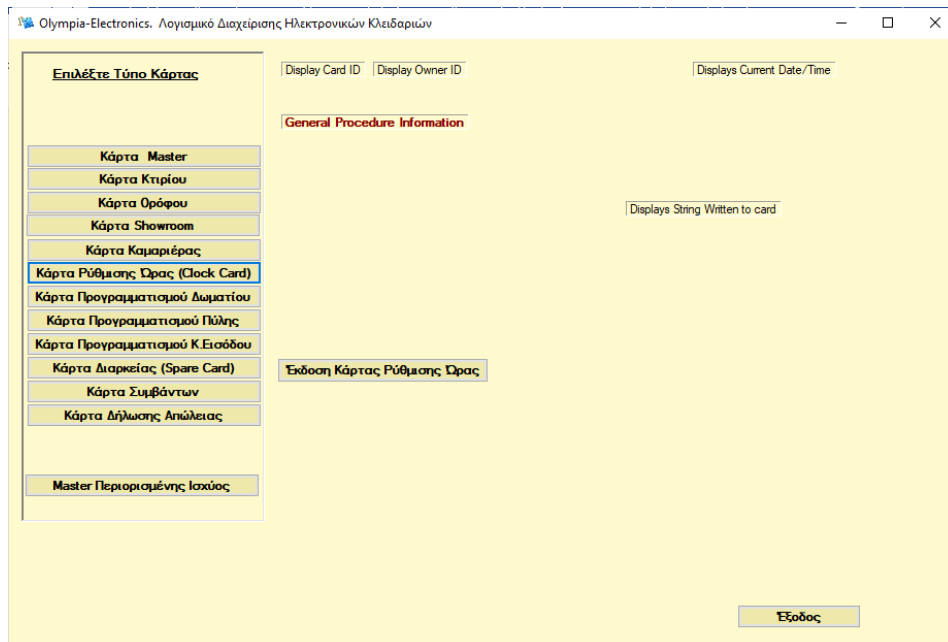 Olympia-Electronics. Λογισμικό Διαχείρισης Ηλεκτρονικών Κλειδαριών
Επιλέξτε Τύπο Κάρτας
Display Card ID Display Owner ID Displays Current Date/Time
General Procedure Information
Κάρτα Master
Κάρτα Κτιρίου
Κάρτα Ορόφου
Displays String Written to card
Κάρτα Showroom
Κάρτα Καμαριέρας
Κάρτα Ρύθμισης Ώρας (Clock Card)
Κάρτα Προγραμματισμού Δωματίου
Κάρτα Προγραμματισμού Πύλης
Κάρτα Προγραμματισμού Κ.Εισόδου
Κάρτα Διαρκείας (Spare Card)
Έκδοση Κάρτας Ρύθμισης Ώρας
Κάρτα Συμβάντων
Κάρτα Δήλωσης Απώλειας
Master Περιορισμένης Ισχύος
Έξοδος